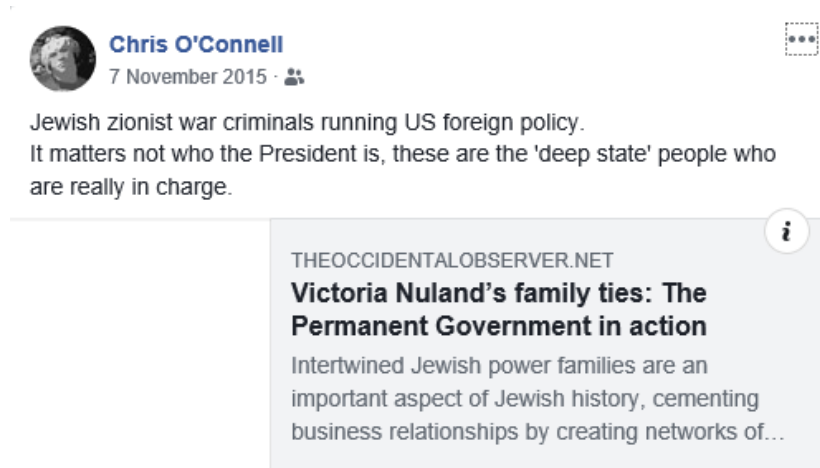 Chris O'Connell
7 November 2015 ·
Jewish zionist war criminals running US foreign policy.
It matters not who the President is, these are the 'deep state' people who
are really in charge.
i
THEOCCIDENTALOBSERVER.NET
Victoria Nuland’s family ties: The
Permanent Government in action
Intertwined Jewish power families are an
important aspect of Jewish history, cementing
business relationships by creating networks of...